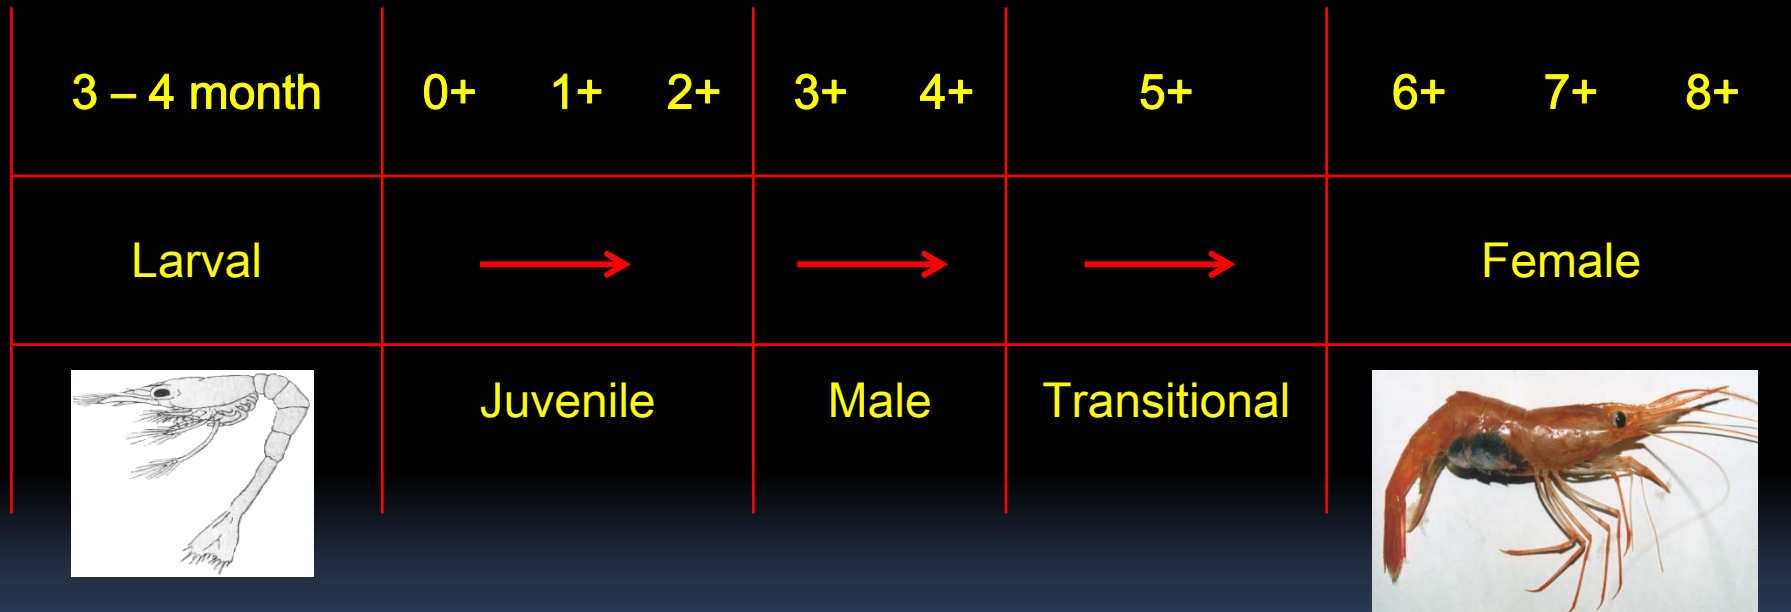 3 – 4 month 0+ 1+ 2+ 3+ 4+ 5+ 6+ 7+ 8+
Larval Female
Juvenile Male Transitional